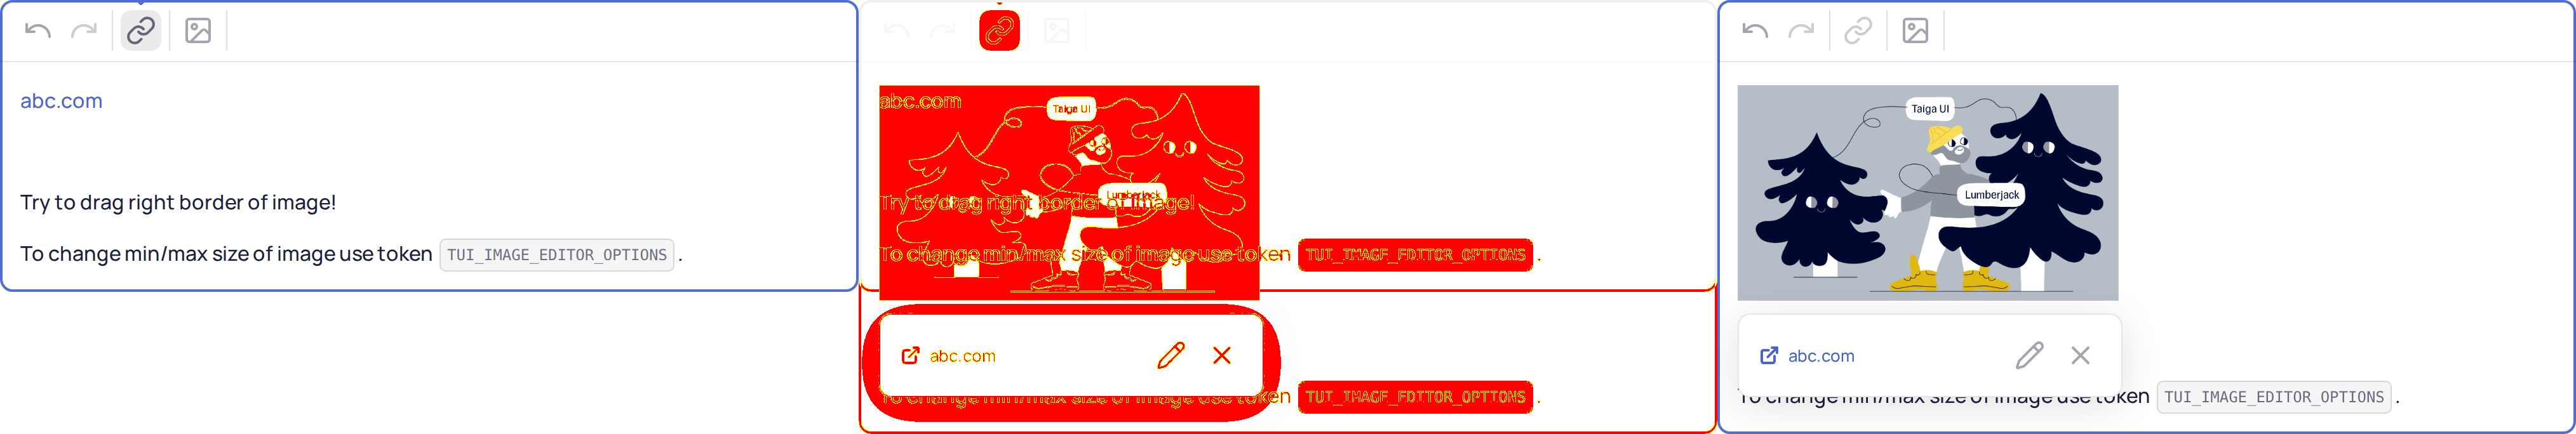 abc.com
Try to drag right border of image!
To change min/max size of image use token TUI_IMAGE_EDITOR_OPTIONS .
abc.com
Taiga UI
Lumberjack
Try to drag right border of image!
To change min/max size of image use token TUI_IMAGE_EDITOR_OPTIONS .
abc.com
To change min/max size of image use token TUI_IMAGE_EDITOR_OPTIONS .
Taiga UI
Lumberjack
abc.com
To change min/max size of image use token TUI_IMAGE_EDITOR_OPTIONS .